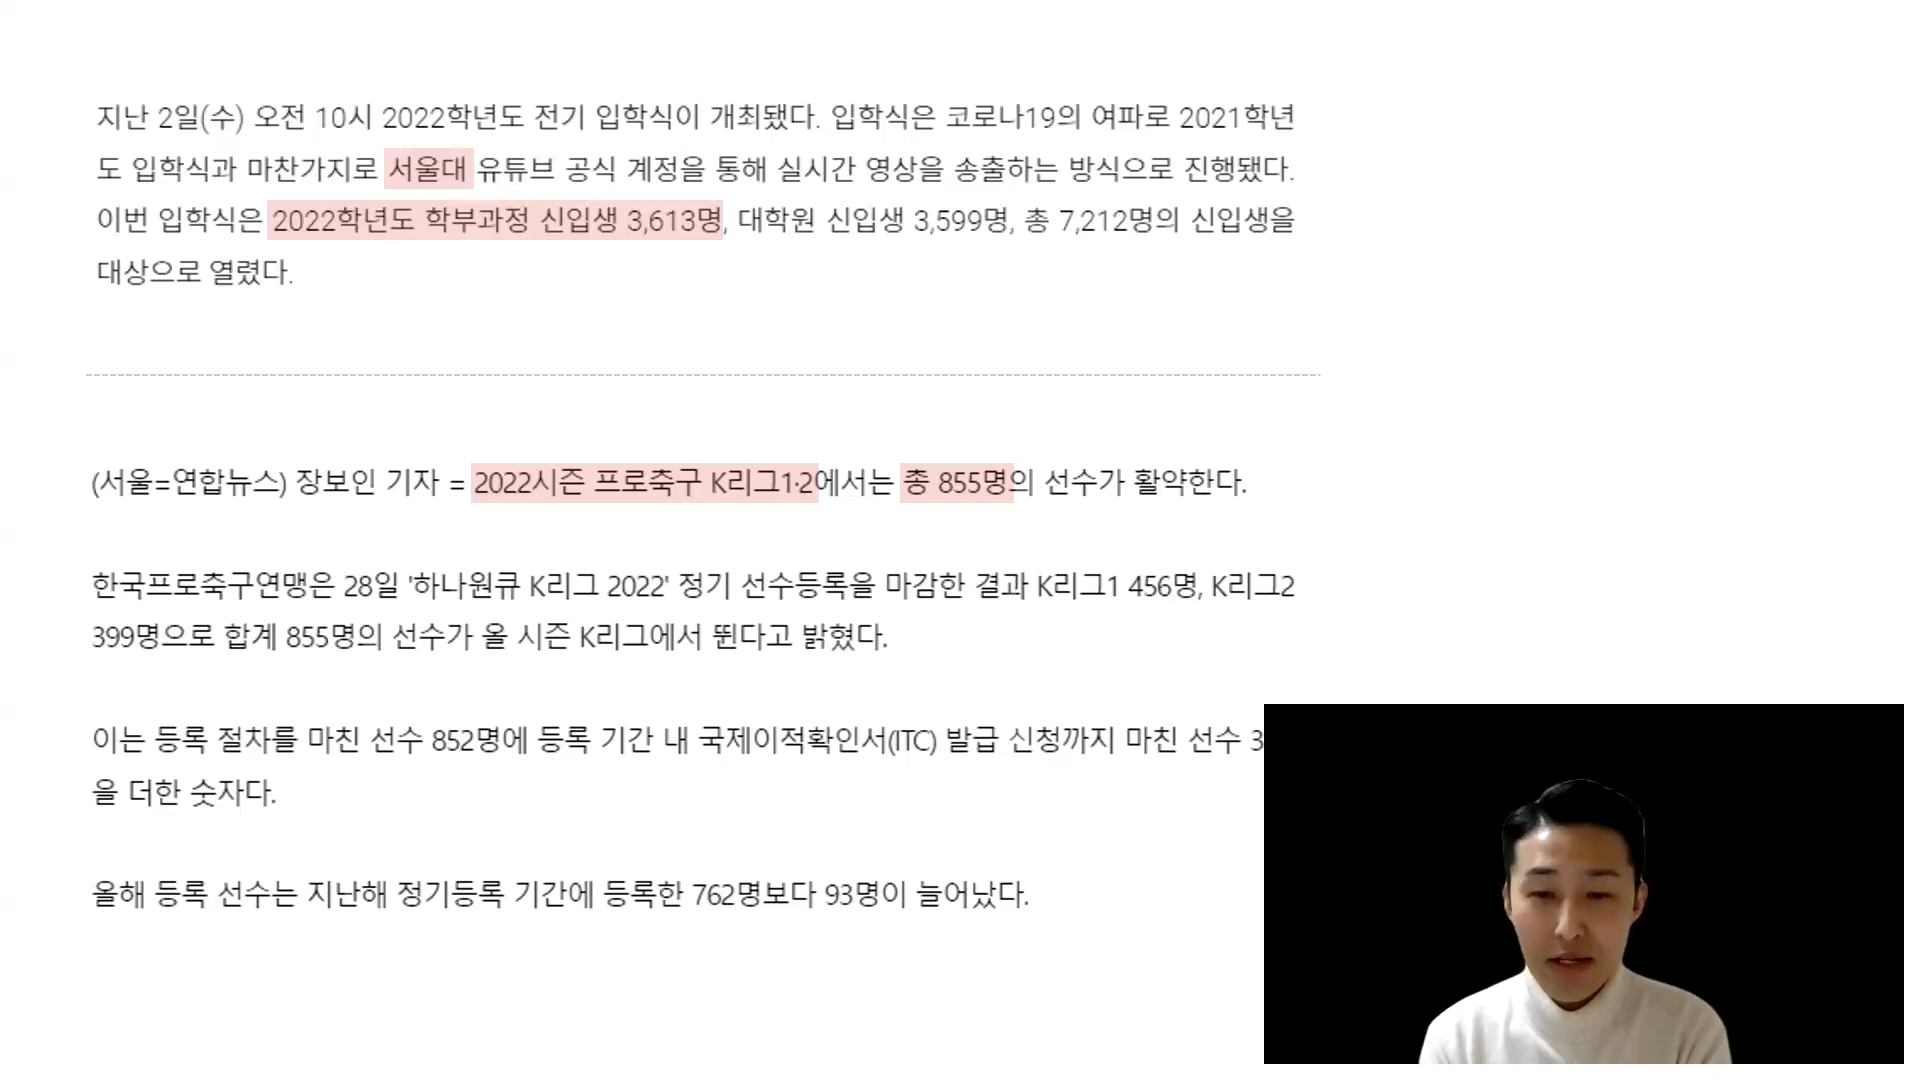 지난 2일(수) 오전 10시 2022학년도 전기 입학식이 개최됐다. 입학식은 코로나19의 여파로 2021학년
도 입학식과 마찬가지로 서울대 유튜브 공식 계정을 통해 실시간 영상을 송출하는 방식으로 진행됐다.
이번 입학식은 2022학년도 학부과정 신입생 3,613명, 대학원 신입생 3,599명, 총 7,212명의 신입생을
대상으로 열렸다.
(서울=연합뉴스) 장보인 기자 = 2022시즌 프로축구 K리그1·2에서는 총 855명의 선수가 활약한다.
한국프로축구연맹은 28일 '하나원큐 K리그 2022' 정기 선수등록을 마감한 결과 K리그1 456명, K리그2
399명으로 합계 855명의 선수가 올 시즌 K리그에서 뛴다고 밝혔다.
이는 등록 절차를 마친 선수 852명에 등록 기간 내 국제이적확인서(ITC) 발급 신청까지 마친 선수 3
을 더한 숫자다.
올해 등록 선수는 지난해 정기등록 기간에 등록한 762명보다 93명이 늘어났다.